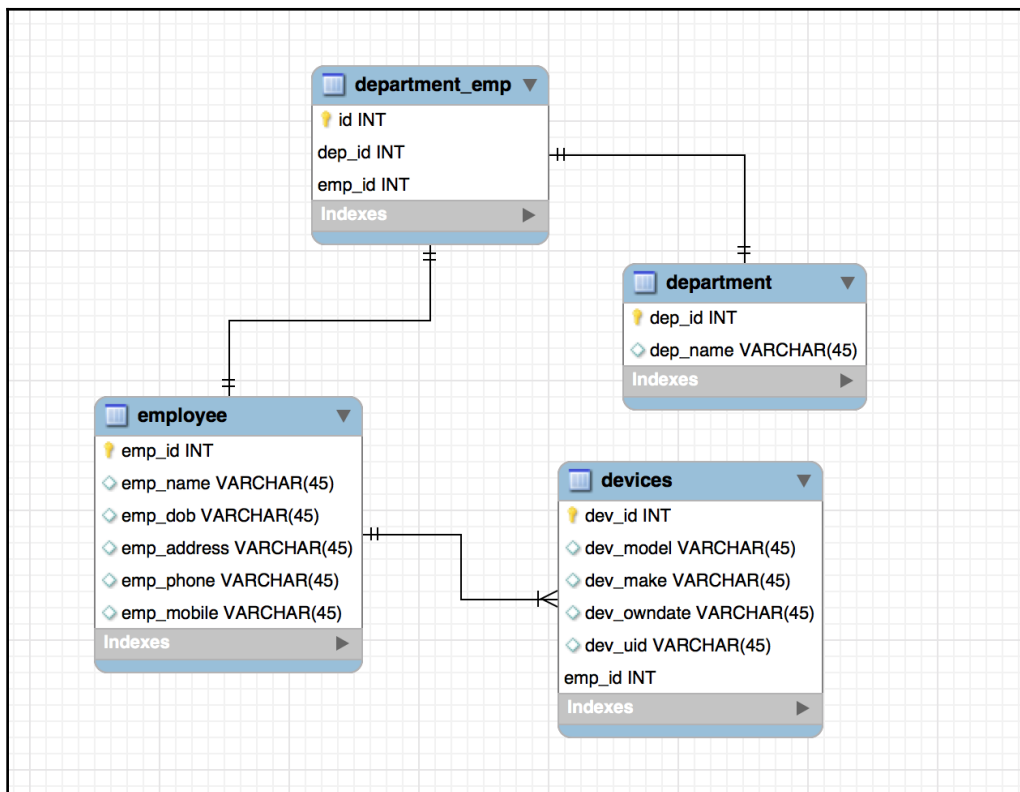 department_emp
id INT
dep_id INT
emp_id INT
Indexes
department
dep_id INT
dep_name VARCHAR(45)
Indexes
employee
emp_id INT
emp_name VARCHAR(45)
emp_dob VARCHAR(45)
emp_address VARCHAR(45)
emp_phone VARCHAR(45)
emp_mobile VARCHAR(45)
Indexes
devices
dev_id INT
dev_model VARCHAR(45)
dev_make VARCHAR(45)
dev_owndate VARCHAR(45)
dev_uid VARCHAR(45)
emp_id INT
Indexes